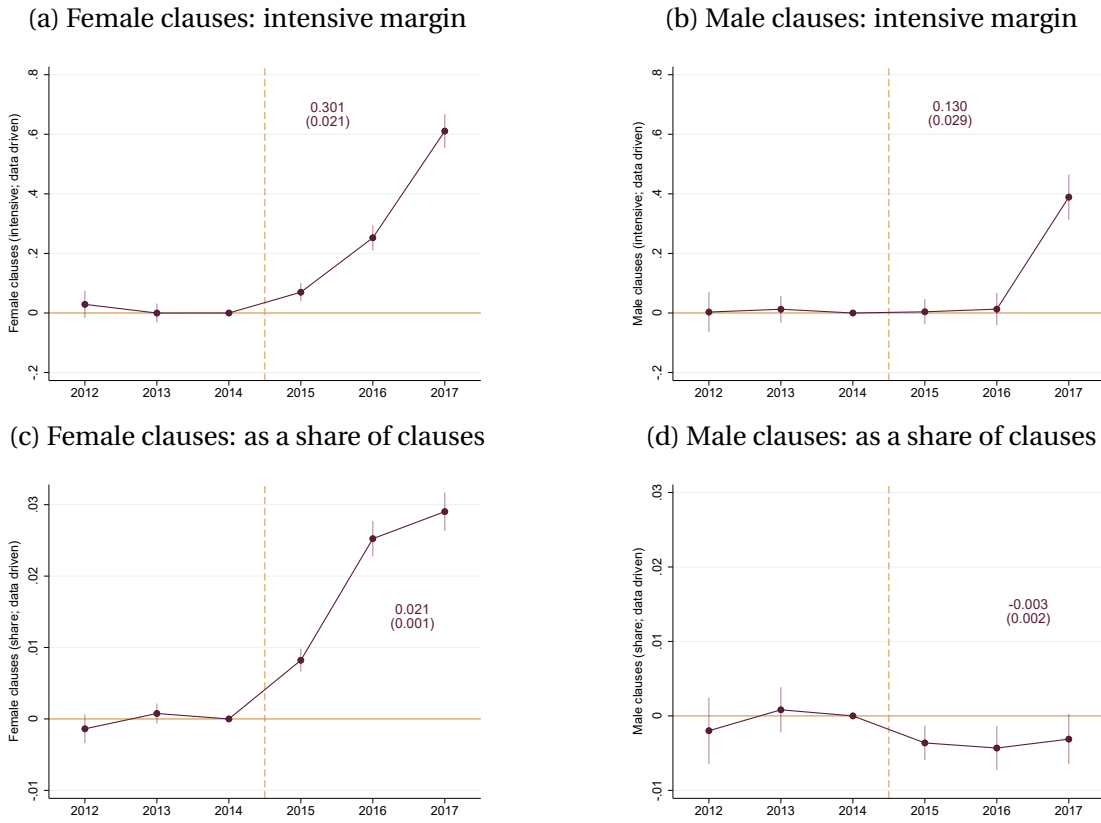 (a) Female clauses: intensive margin
Female clauses (intensive; data driven)
.8
.6
.4
.2
0
-.2
0.301
(0.021)
2012 2013 2014 2015 2016 2017
(b) Male clauses: intensive margin
Male clauses (intensive; data driven)
.8
.6
.4
.2
0
-.2
0.130
(0.029)
2012 2013 2014 2015 2016 2017
(c) Female clauses: as a share of clauses
Female clauses (share; data driven)
.03
.02
.01
0
-.01
0.021
(0.001)
2012 2013 2014 2015 2016 2017
(d) Male clauses: as a share of clauses
Male clauses (share; data driven)
.03
.02
.01
0
-.01
-0.003
(0.002)
2012 2013 2014 2015 2016 2017